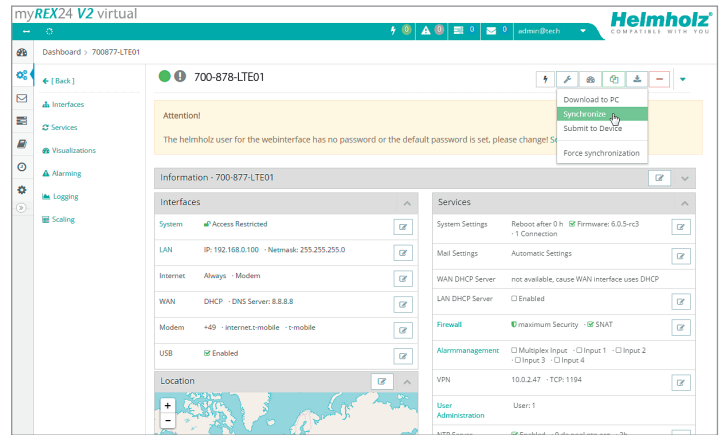 myREX24 V2 virtual
Helmholz®
COMPATIBLE WITH YOU
0 0 0 0 admin@tech
Dashboard > 700877-LTE01
[ Back ]
Interfaces
Services
Visualizations
Alarming
Logging
Scaling
700-878-LTE01
Download to PC
Synchronize
Submit to Device
Force synchronization
Attention!
The helmholz user for the webinterface has no password or the default password is set, please change! Se
Information - 700-877-LTE01
Interfaces
System Access Restricted
LAN IP: 192.168.0.100 · Netmask: 255.255.255.0
Internet Always · Modem
WAN DHCP · DNS Server: 8.8.8.8
Modem +49 · internet.t-mobile · t-mobile
USB Enabled
Location
+
−
Services
System Settings Reboot after 0 h Firmware: 6.0.5-rc3
· 1 Connection
Mail Settings Automatic Settings
WAN DHCP Server not available, cause WAN interface uses DHCP
LAN DHCP Server Enabled
Firewall maximum Security · SNAT
Alarmmanagement Multiplex Input · Input 1 · Input 2
· Input 3 · Input 4
VPN 10.0.2.47 · TCP: 1194
User
Administration
User: 1